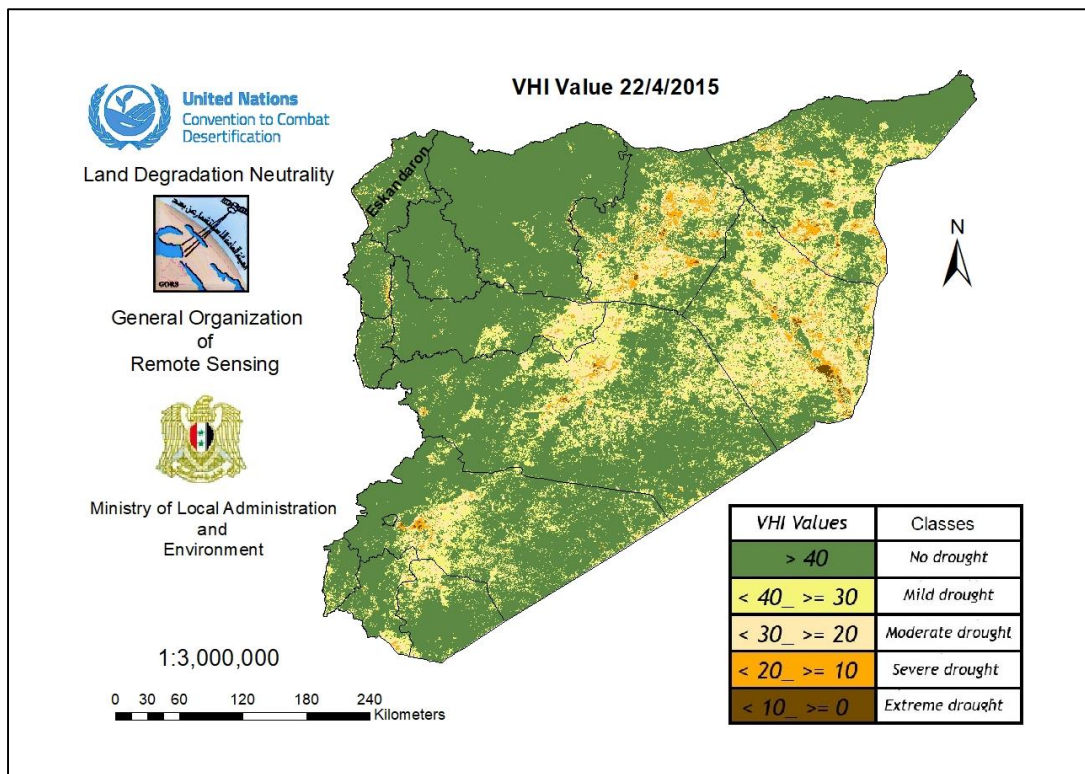 VHI Value 22/4/2015
United Nations
Convention to Combat
Desertification
Land Degradation Neutrality
GORS
General Organization
of
Remote Sensing
Ministry of Local Administration
and
Environment
Eskandaron
N
1:3,000,000
0 30 60 120 180 240
Kilometers
VHI Values Classes
> 40 No drought
< 40_ >= 30 Mild drought
< 30_ >= 20 Moderate drought
< 20_ >= 10 Severe drought
< 10_ >= 0 Extreme drought